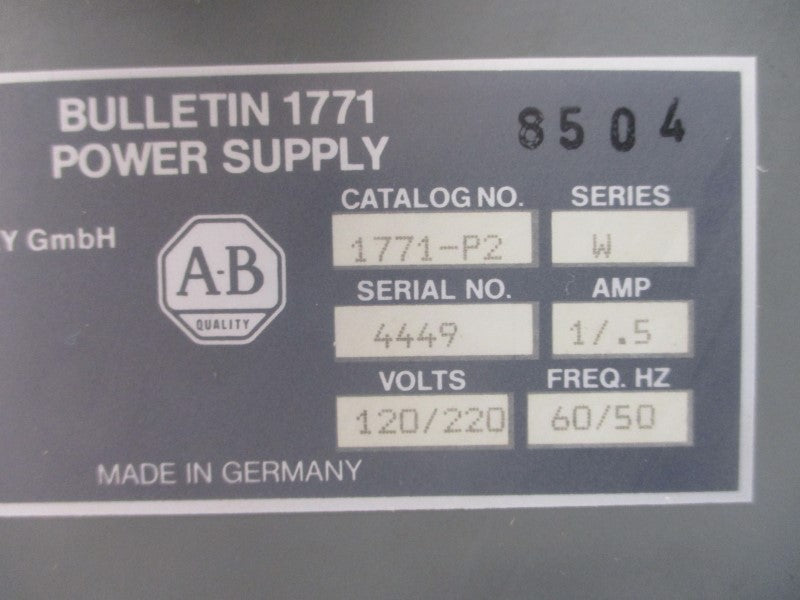 BULLETIN 1771
POWER SUPPLY
8504
CATALOG NO. SERIES
1771-P2 W
Y GmbH
A-B
QUALITY
SERIAL NO. AMP
4449 1/.5
VOLTS FREQ. HZ
120/220 60/50
MADE IN GERMANY